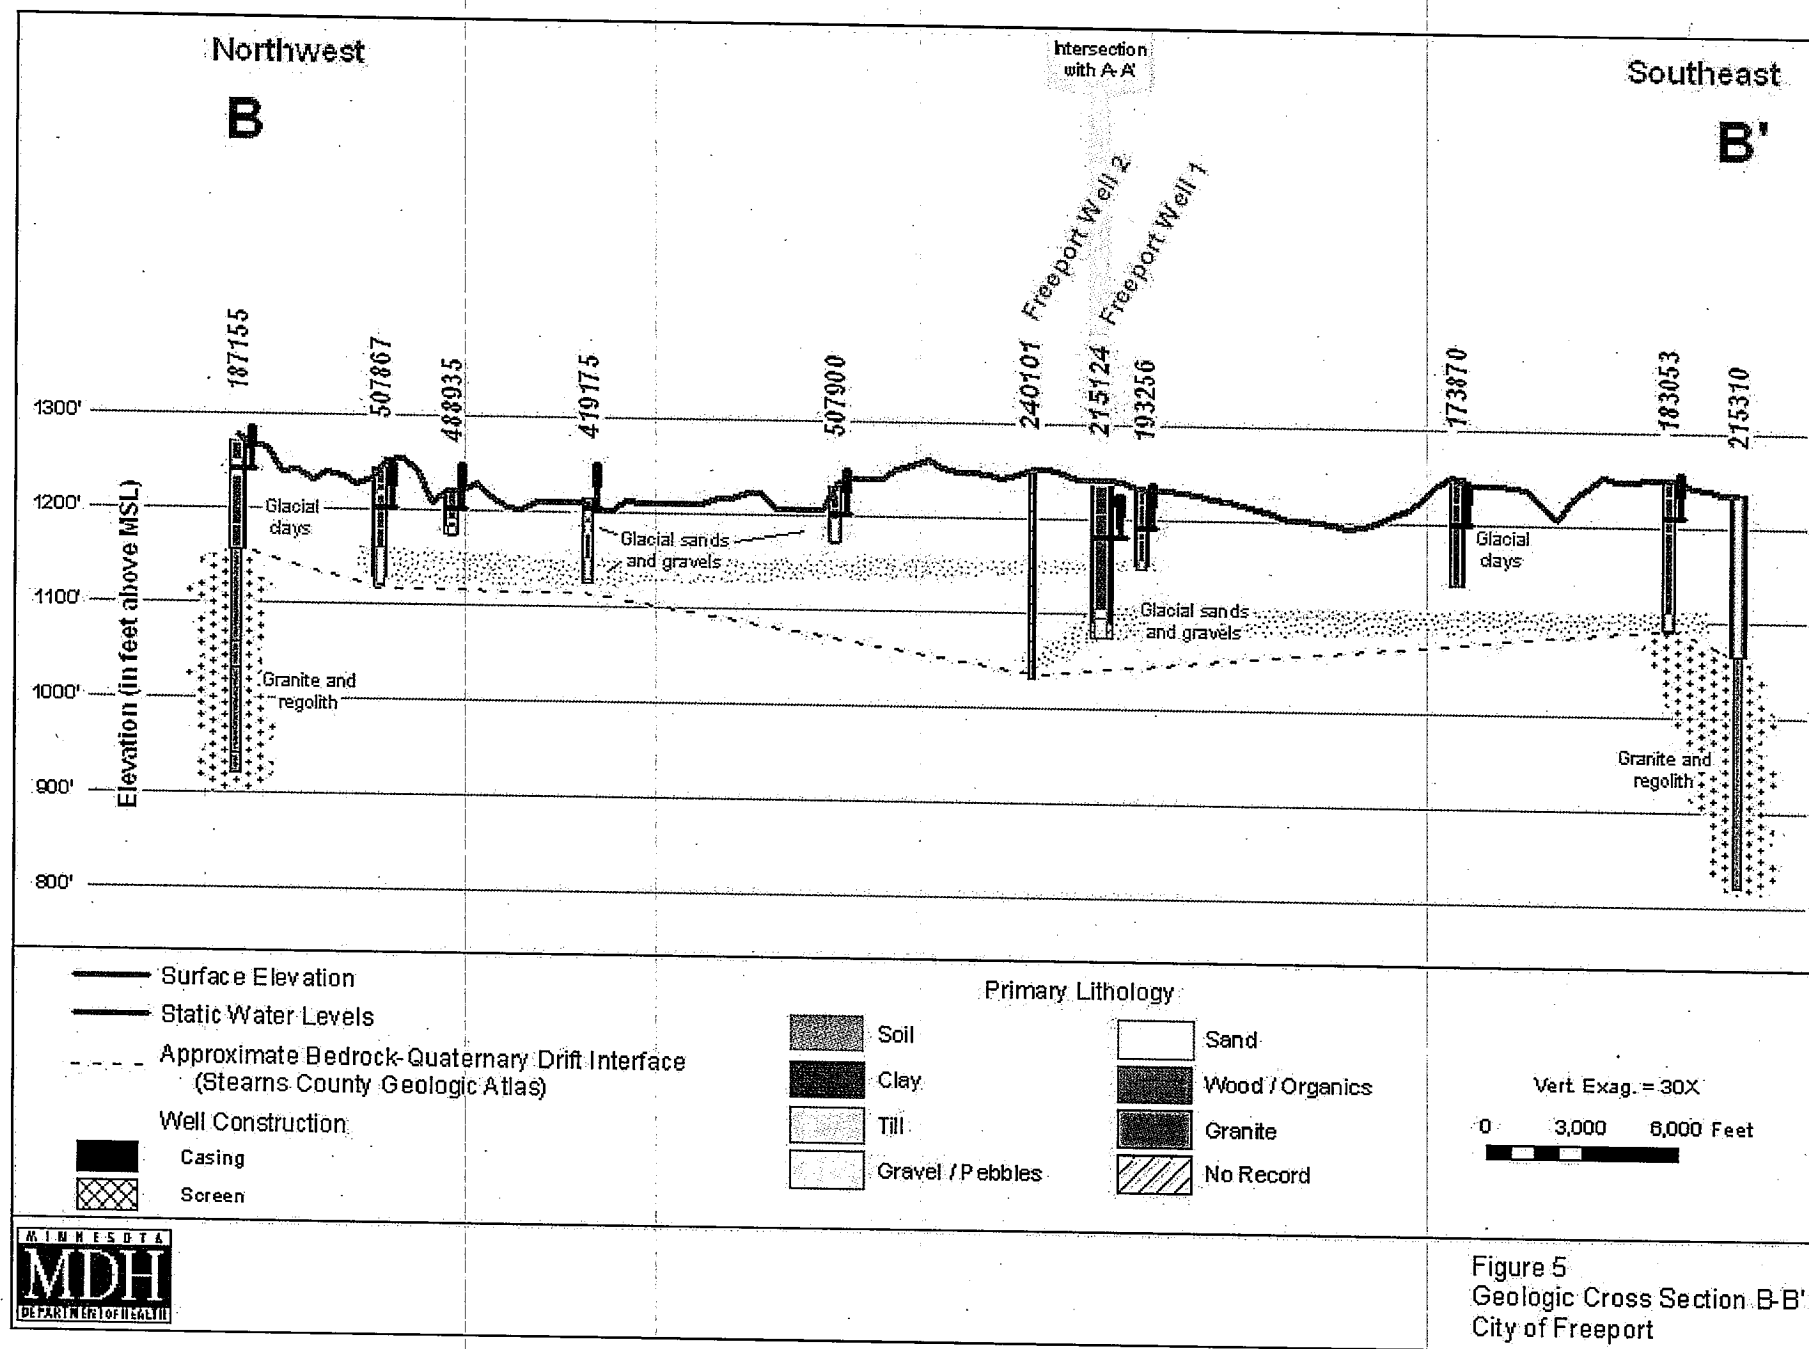 Northwest
B
Intersection
with A-A'
Southeast
B'
Freeport Well 2
Freeport Well 1
187155
507867
488935
419175
507900
240101
215124
193256
173870
183053
215310
1300'
1200'
1100'
1000'
900'
800'
Elevation (in feet above MSL)
Glacial
clays
Glacial sands
and gravels
Glacial
clays
Glacial sands
and gravels
Granite and
regolith
Granite and
regolith
Surface Elevation
Static Water Levels
Approximate Bedrock-Quaternary Drift Interface
(Stearns County Geologic Atlas)
Well Construction
Casing
Screen
Primary Lithology
Soil
Clay
Till
Gravel / Pebbles
Sand
Wood / Organics
Granite
No Record
Vert. Exag. = 30X
0 3,000 6,000 Feet
MINNESOTA
MDH
DEPARTMENT OF HEALTH
Figure 5
Geologic Cross Section B-B'
City of Freeport